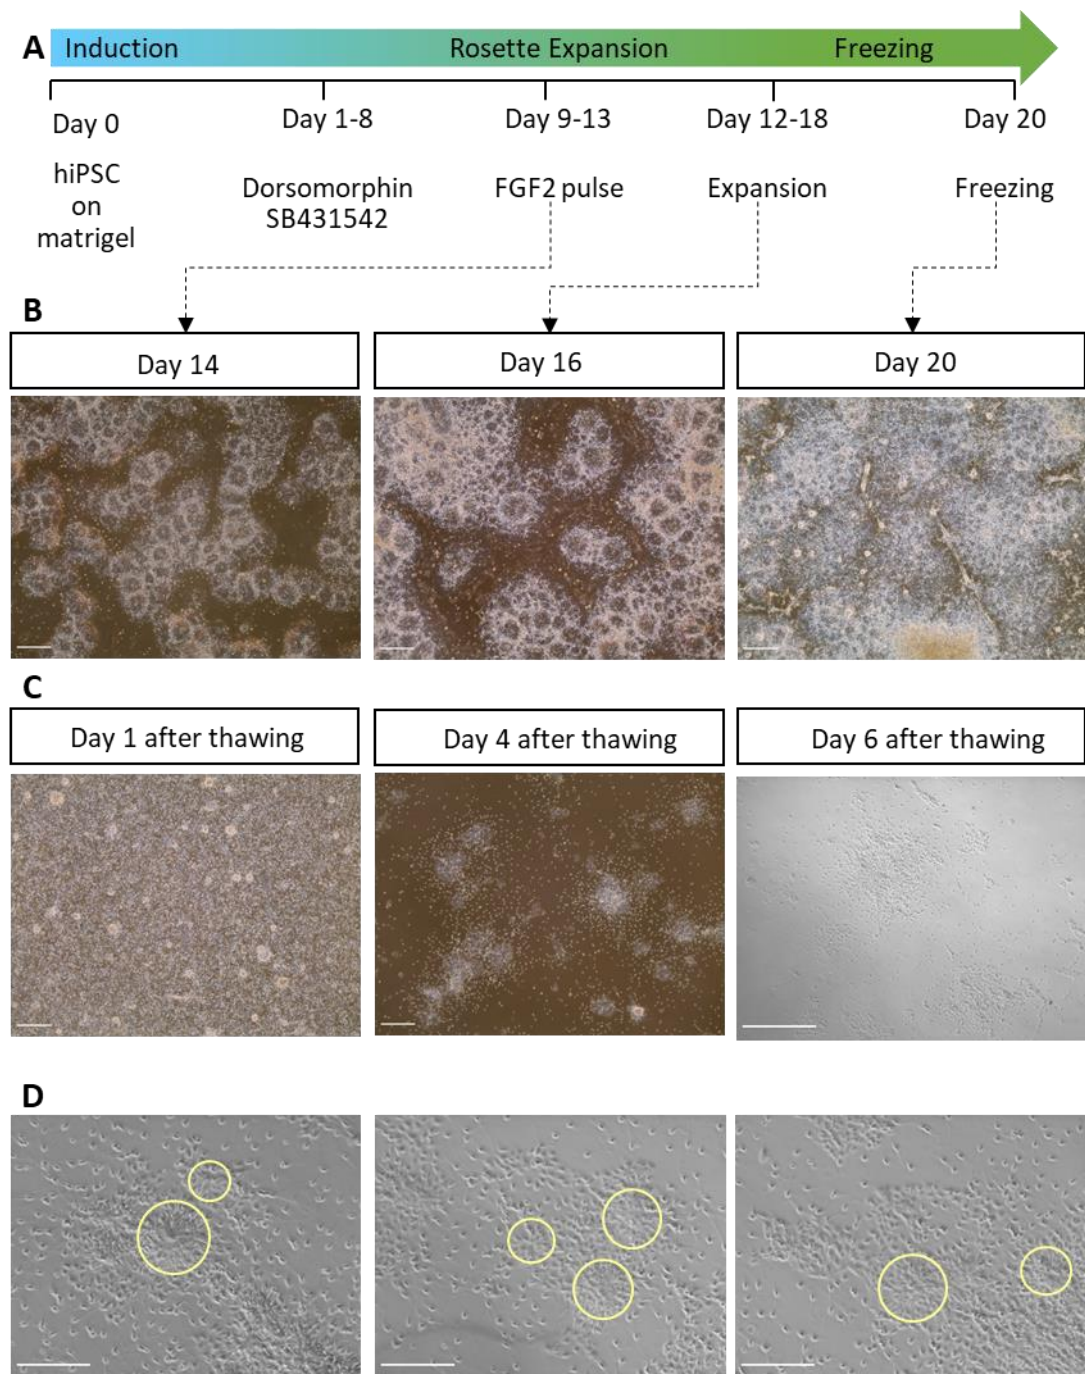 A
Induction
Rosette Expansion
Freezing
Day 0
Day 1-8
Day 9-13
Day 12-18
Day 20
hiPSC
on
matrigel
Dorsomorphin
SB431542
FGF2 pulse
Expansion
Freezing
B
Day 14
Day 16
Day 20
C
Day 1 after thawing
Day 4 after thawing
Day 6 after thawing
D